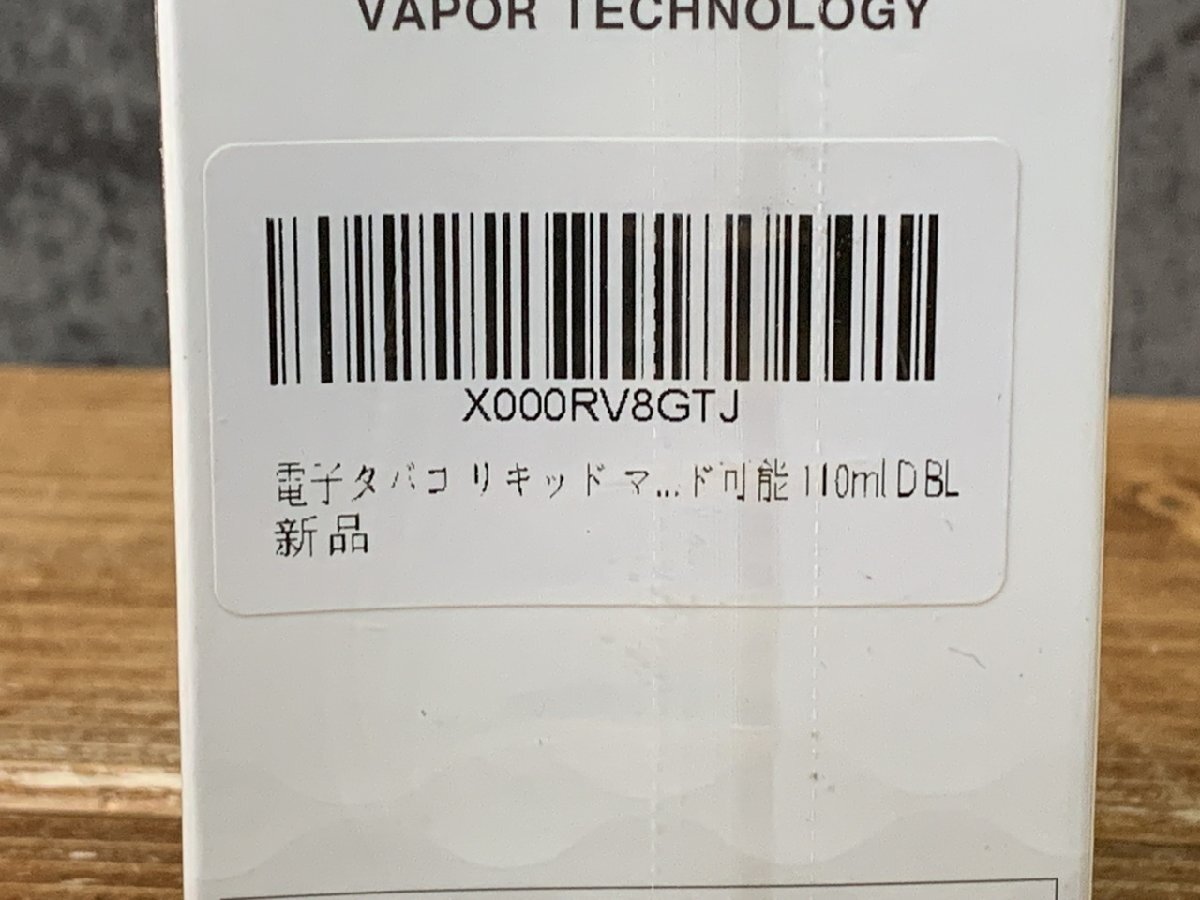 VAPOR TECHNOLOGY
X000RV8GTJ
電子タバコ リキッド マ...ド可能 110ml DBL
新品